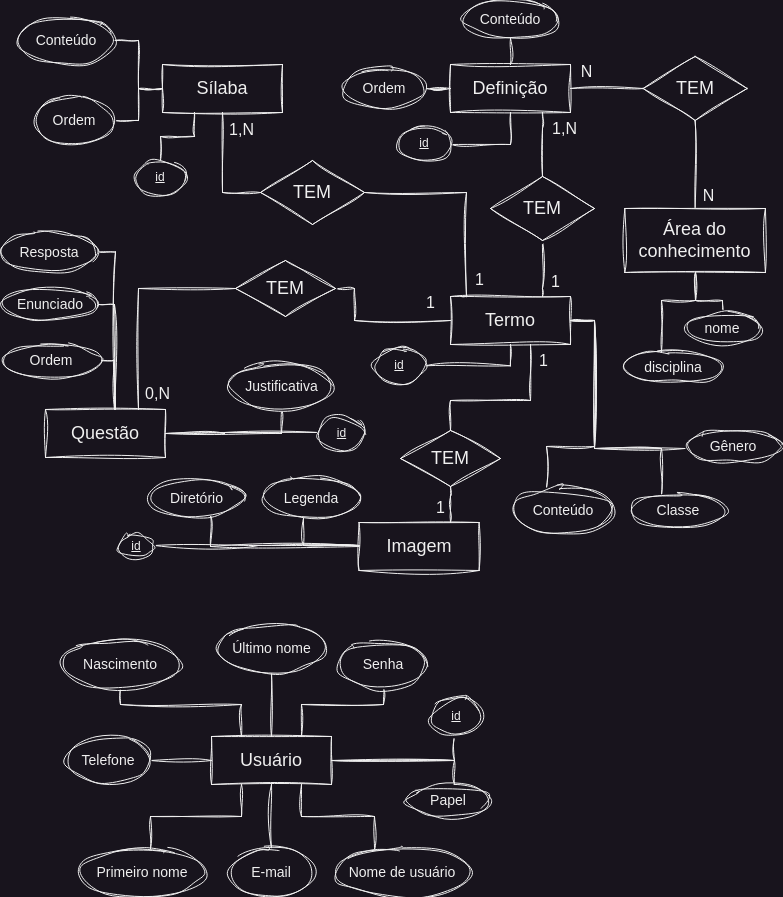 Conteúdo
Conteúdo
Ordem
Sílaba
Ordem
Definição
N
TEM
id
1,N
id
1,N
TEM
TEM
N
Área do
conhecimento
Resposta
Enunciado
Ordem
TEM
1
1
1
Termo
nome
disciplina
id
1
Justificativa
0,N
Questão
id
TEM
Gênero
Diretório
Legenda
1
Conteúdo
Classe
id
Imagem
Nascimento
Último nome
Senha
id
Telefone
Usuário
Papel
Primeiro nome
E-mail
Nome de usuário